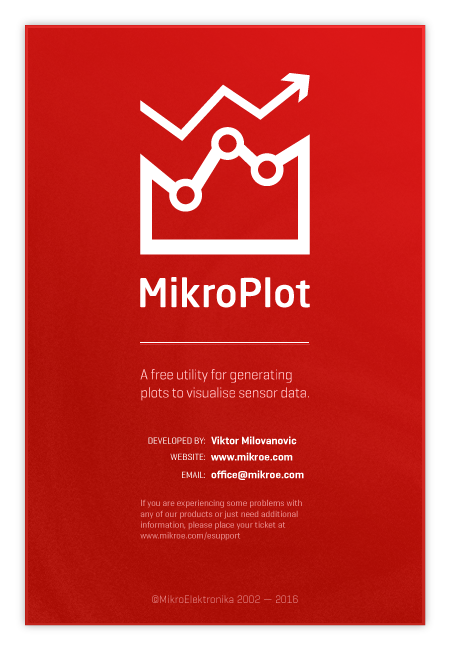 MikroPlot
A free utility for generating
plots to visualise sensor data.
DEVELOPED BY: Viktor Milovanovic
WEBSITE: www.mikroe.com
EMAIL: office@mikroe.com
If you are experiencing some problems with
any of our products or just need additional
information, please place your ticket at
www.mikroe.com/esupport
@MikroElektronika 2002 — 2016